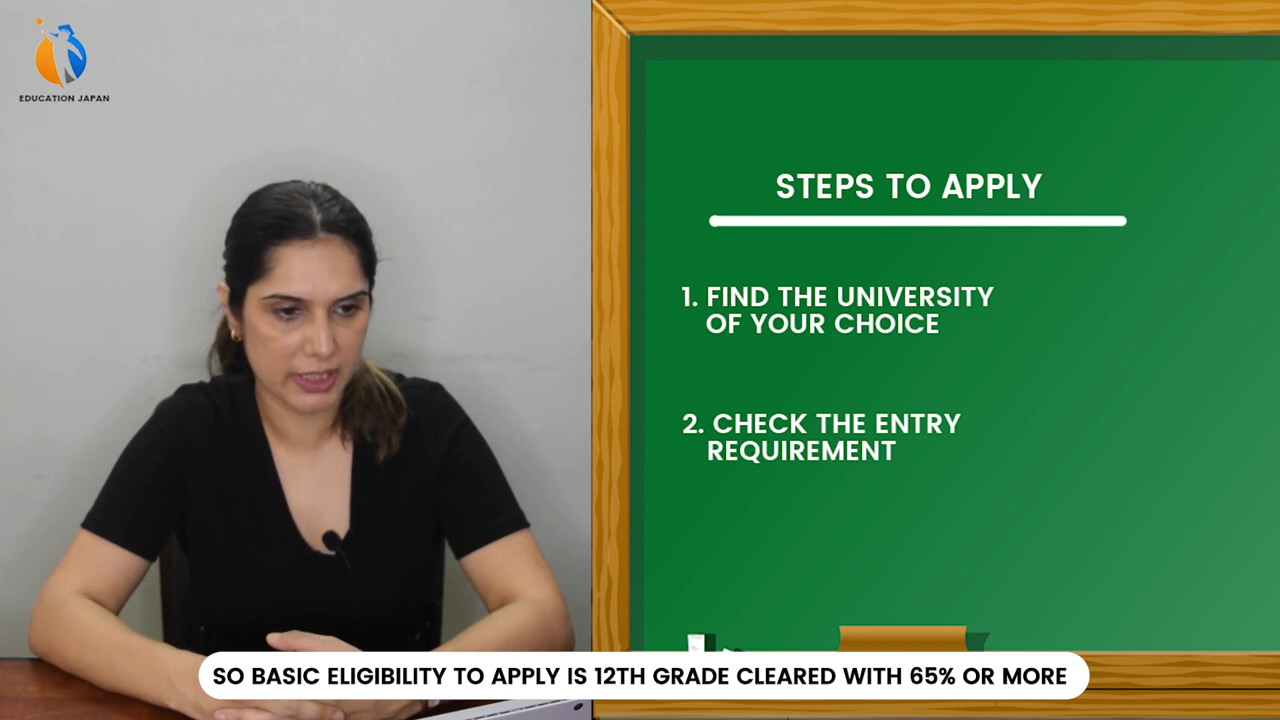 EDUCATION JAPAN
STEPS TO APPLY
1. FIND THE UNIVERSITY
OF YOUR CHOICE
2. CHECK THE ENTRY
REQUIREMENT
SO BASIC ELIGIBILITY TO APPLY IS 12TH GRADE CLEARED WITH 65% OR MORE